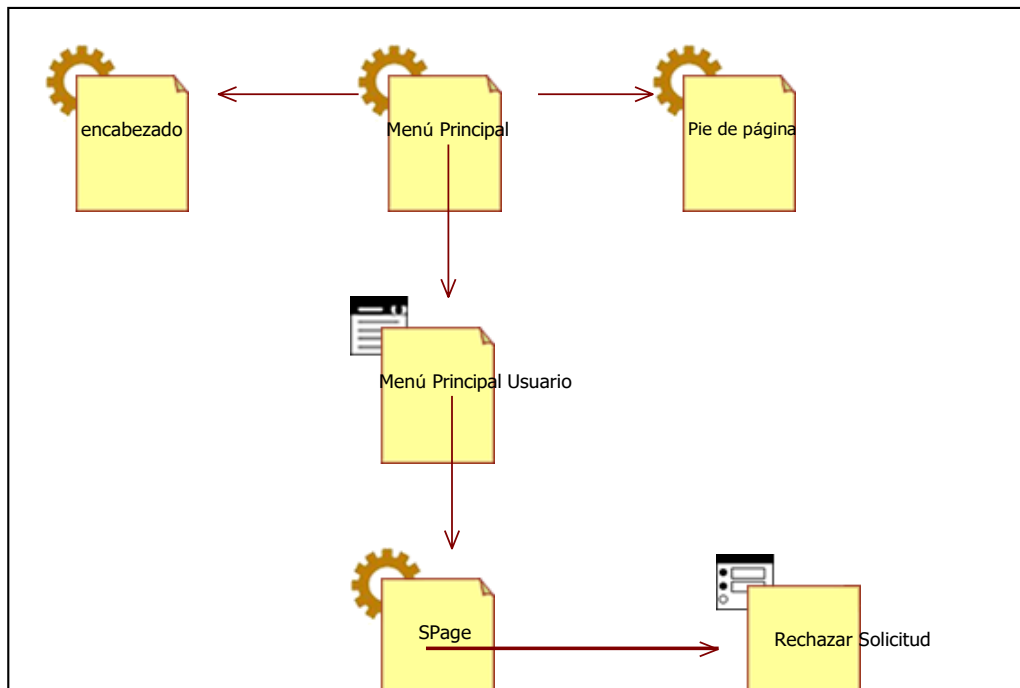 encabezado
Menú Principal
Pie de página
Menú Principal Usuario
SPage
Rechazar Solicitud